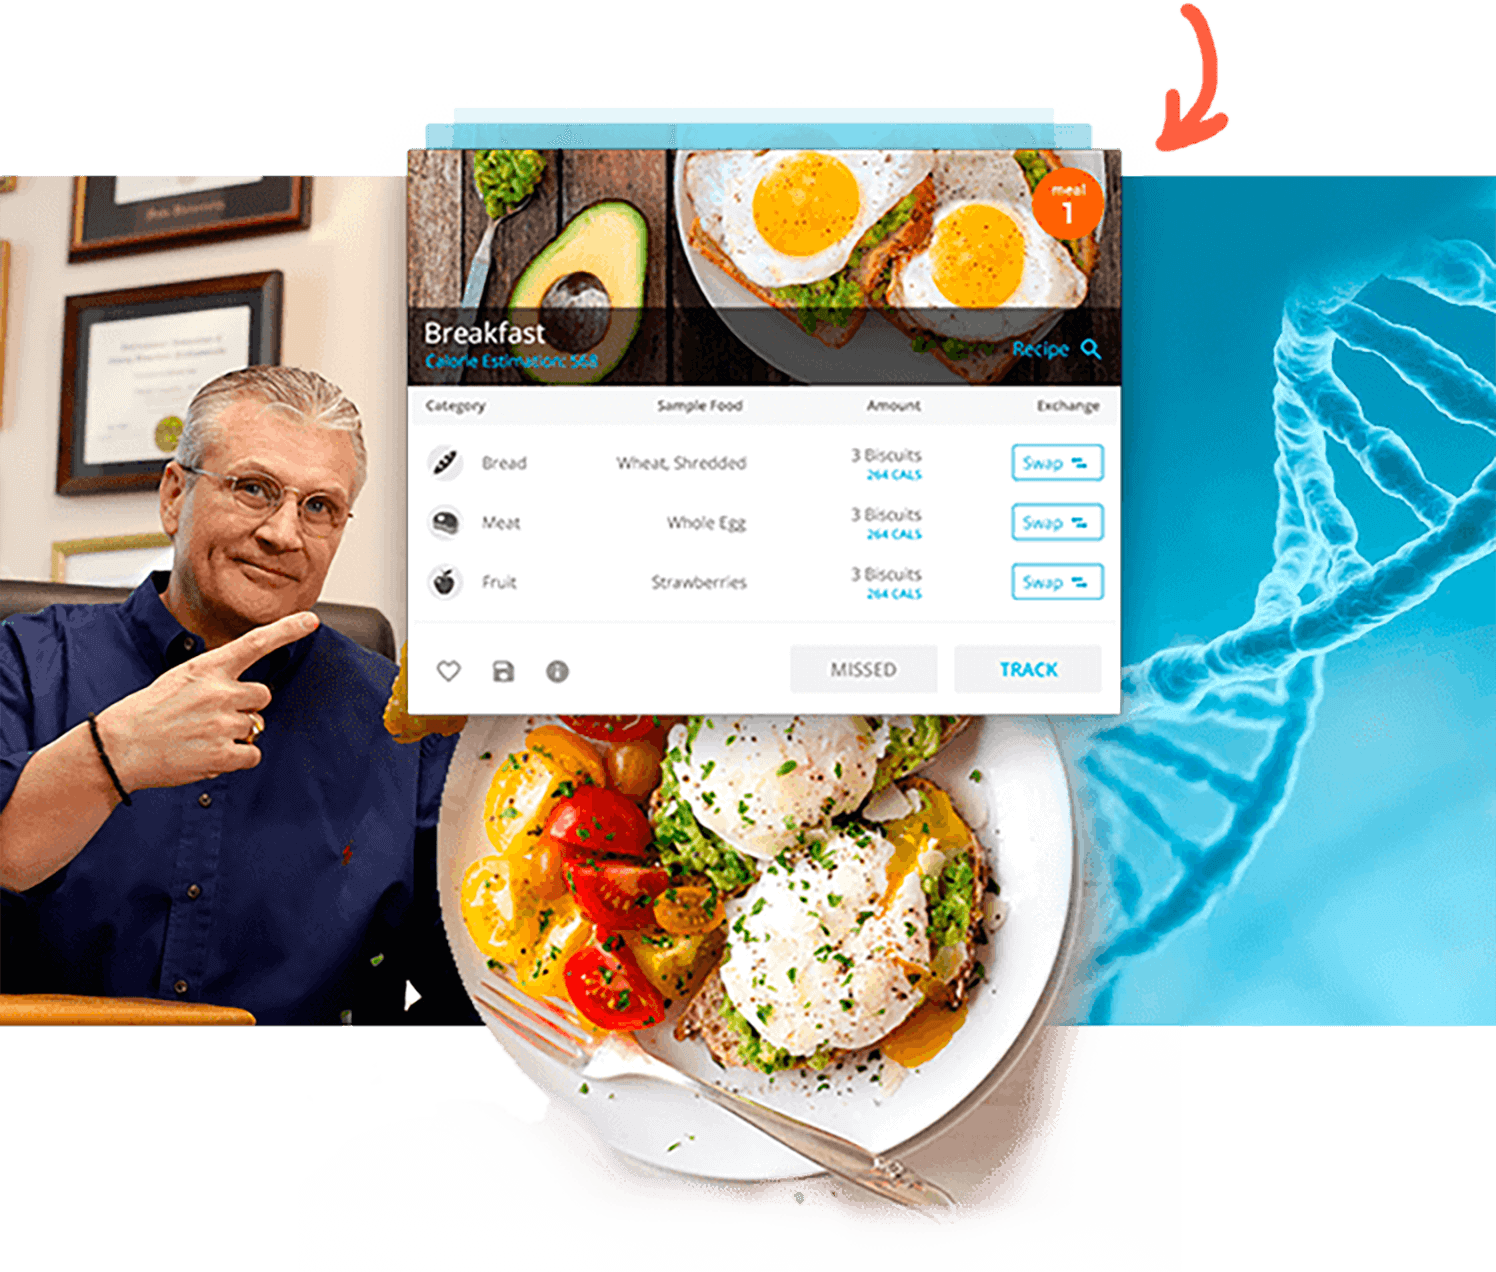 meal
1
Breakfast
Calorie Estimation: 568
Recipe
Category Sample Food Amount Exchange
Bread Wheat, Shredded 3 Biscuits Swap
264 CALS
Meat Whole Egg 3 Biscuits Swap
264 CALS
Fruit Strawberries 3 Biscuits Swap
264 CALS
MISSED TRACK